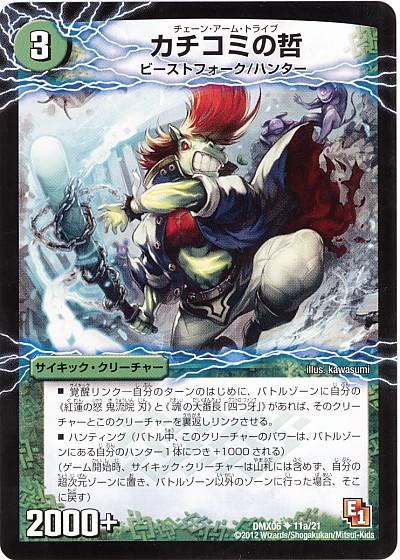 3
チェーン・アーム・トライブ
カチコミの哲
ビーストフォーク/ハンター
illus. kawasumi
サイキック・クリーチャー
■ 覚醒リンク—自分のターンのはじめに、バトルゾーンに自分の
《紅蓮の怒 鬼流院 刃》と《魂の大番長「四つ牙」》があれば、そのクリ
ーチャーとこのクリーチャーを裏返しリンクさせる。
■ ハンティング（バトル中、このクリーチャーのパワーは、バトルゾー
ンにある自分のハンター1体につき+1000される）
（ゲーム開始時、サイキック・クリーチャーは山札には含めず、自分の
超次元ゾーンに置き、バトルゾーン以外のゾーンに行った場合、そこ
に戻す）
E1
2000+
DMX06 ◆ 11a/21
©2012 Wizards/Shogakukan/Mitsui-Kids